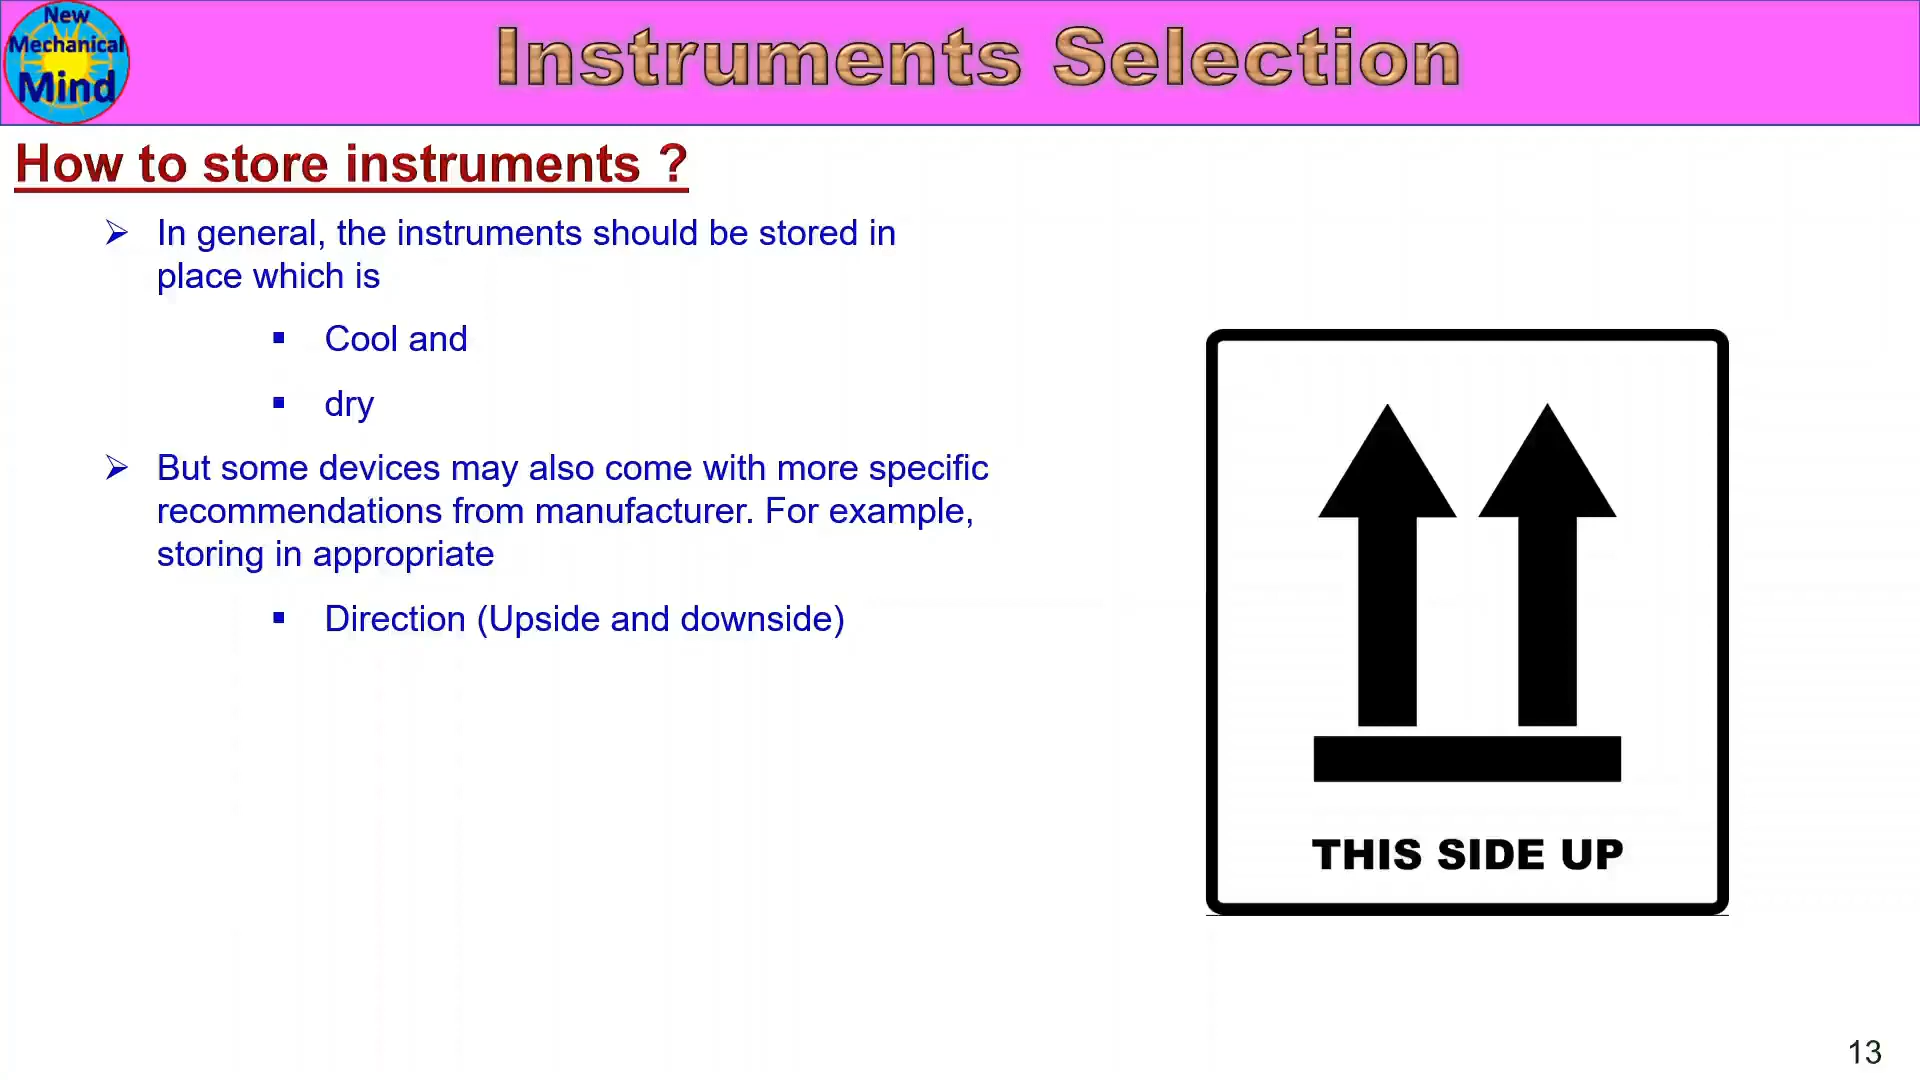 New
Mechanical
Mind
Instruments Selection
How to store instruments ?
In general, the instruments should be stored in
place which is
Cool and
dry
But some devices may also come with more specific
recommendations from manufacturer. For example,
storing in appropriate
Direction (Upside and downside)
THIS SIDE UP
13